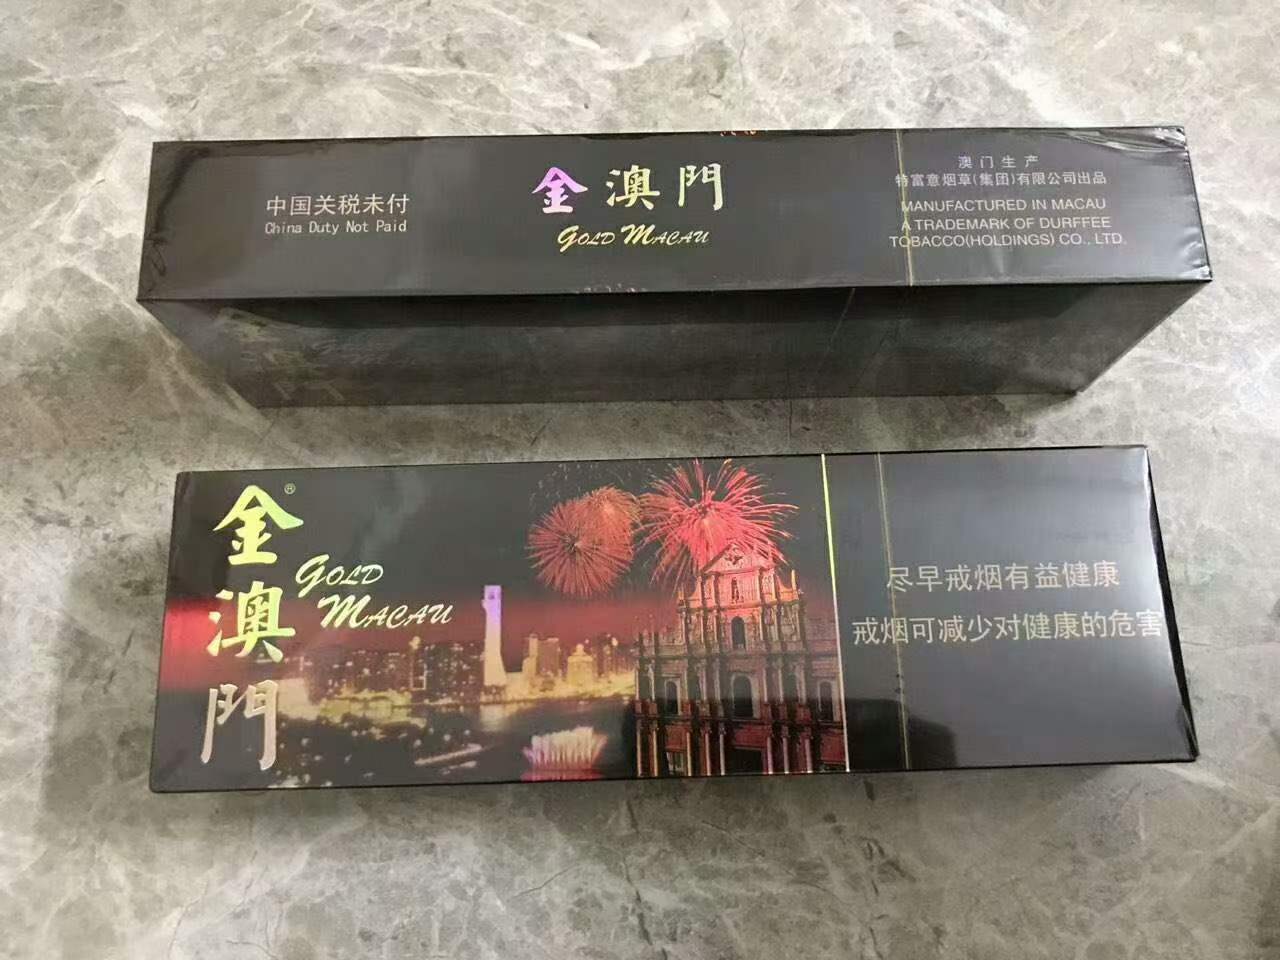 中国关税未付
China Duty Not Paid
金澳門
GOLD MACAU
澳门生产
特富意烟草(集团)有限公司出品
MANUFACTURED IN MACAU
A TRADEMARK OF DURFFEE
TOBACCO(HOLDINGS) CO., LTD.
金澳門®
GOLD
MACAU
尽早戒烟有益健康
戒烟可减少对健康的危害